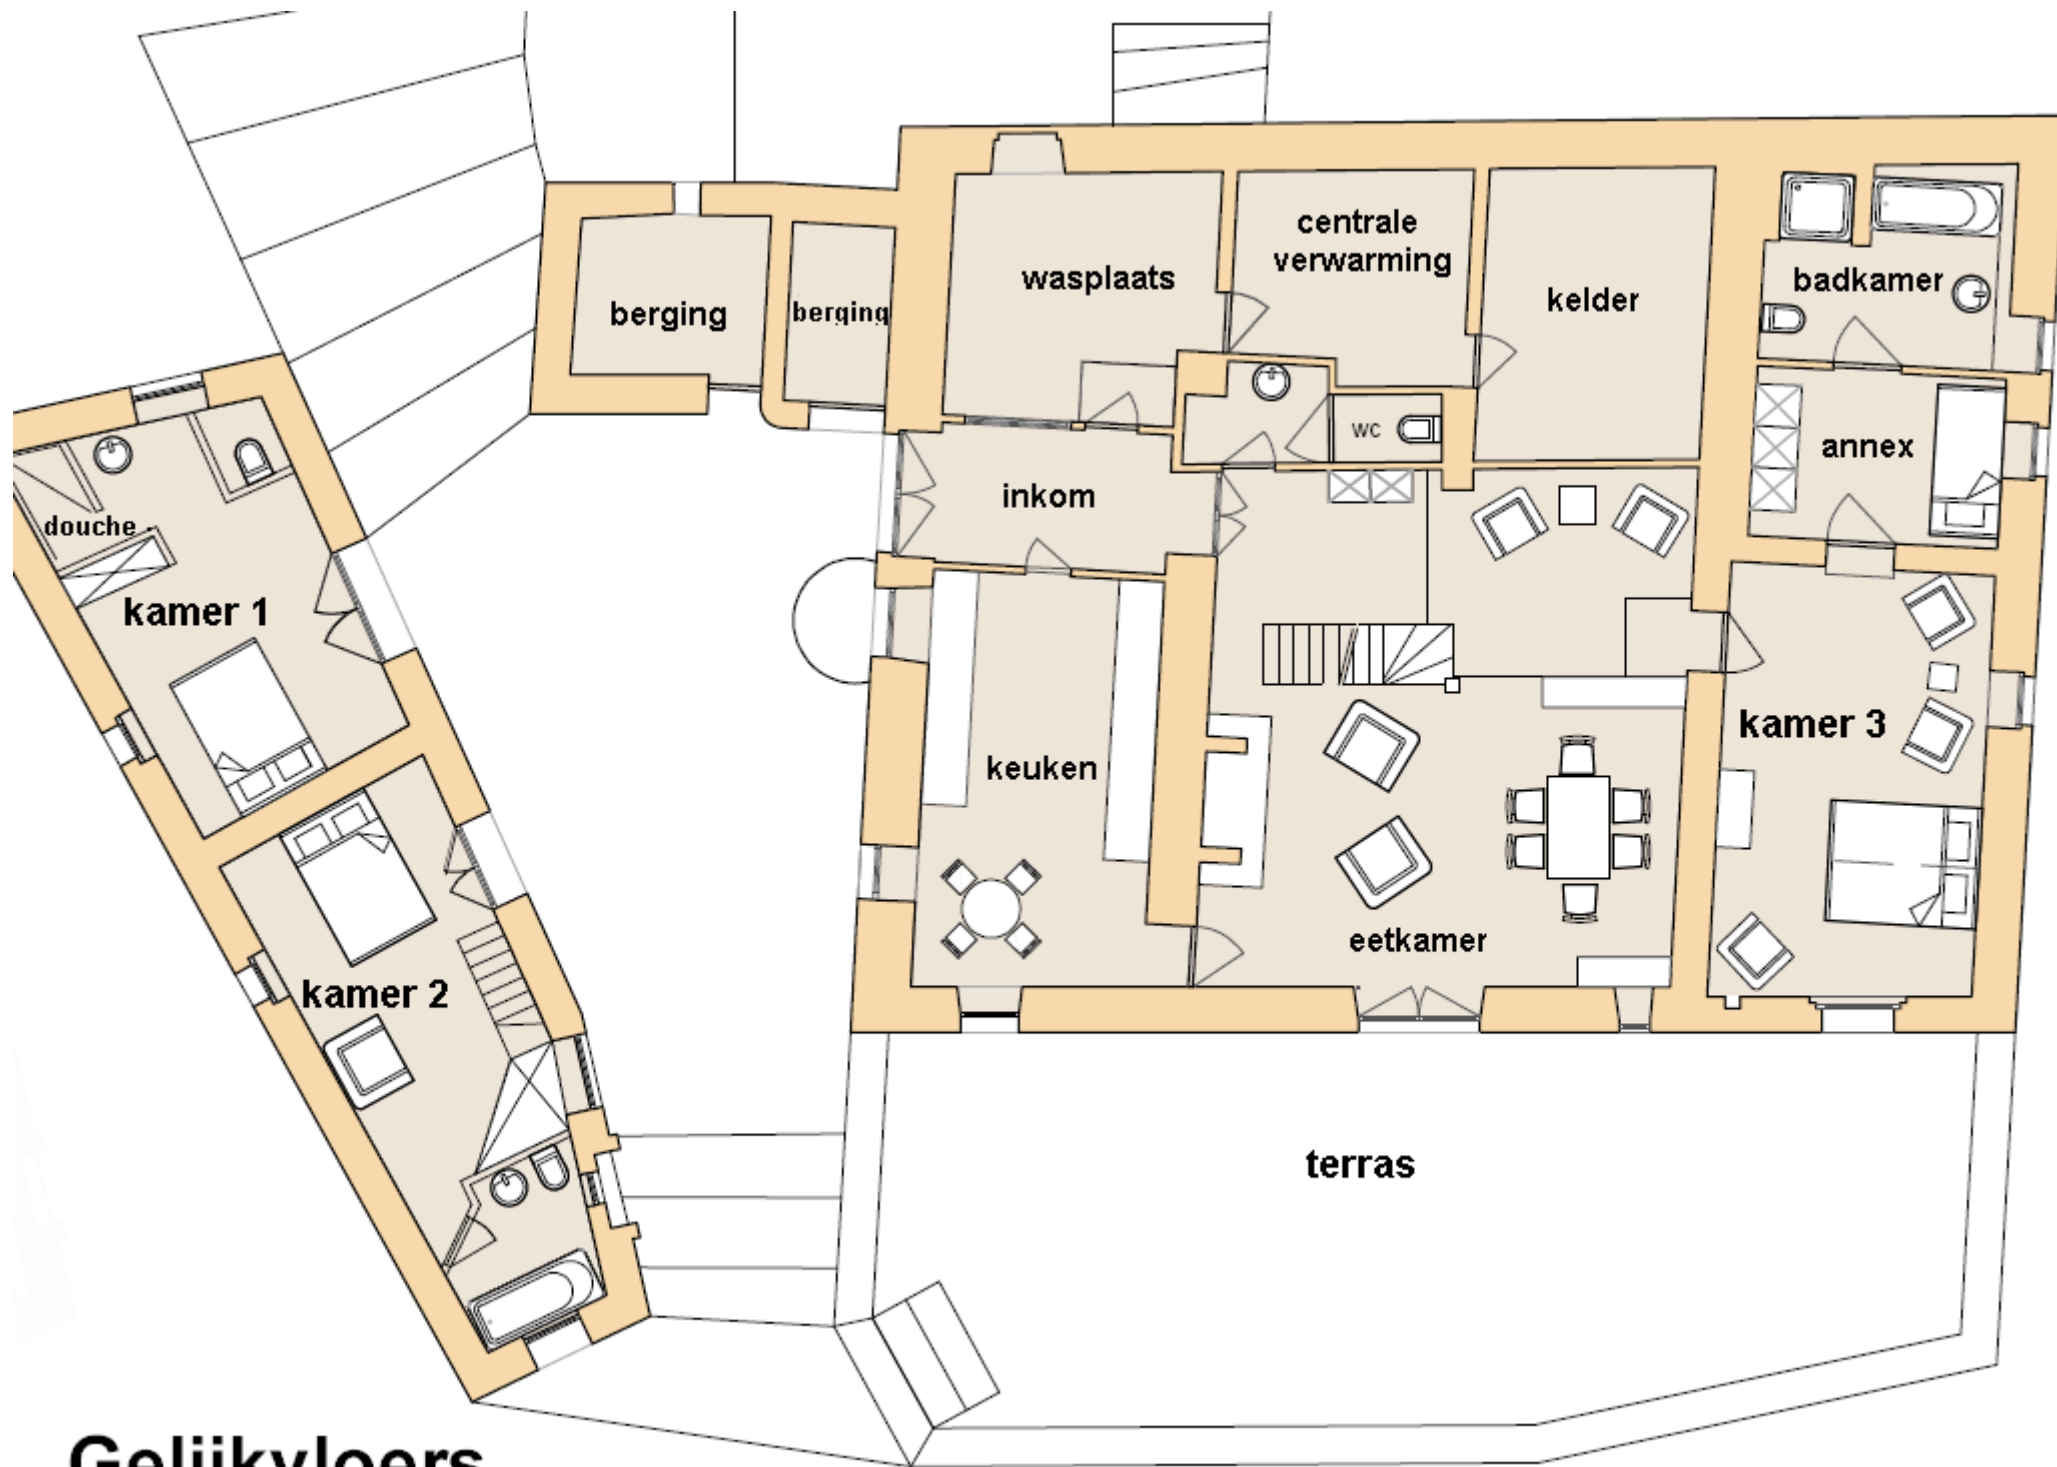 centrale
verwarming
wasplaats
badkamer
kelder
berging
berging
annex
wc
inkom
douche
kamer 1
kamer 3
keuken
eetkamer
kamer 2
terras
Gelijkvloers